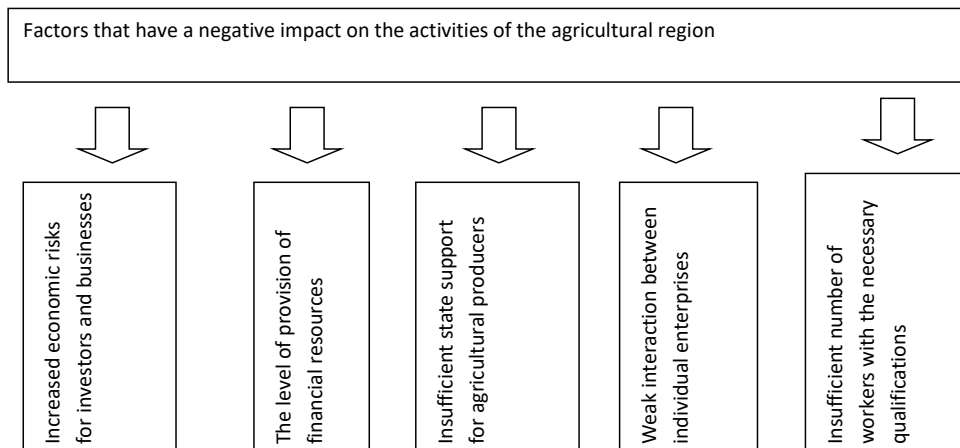 Factors that have a negative impact on the activities of the agricultural region
Increased economic risks
for investors and businesses
The level of provision of
financial resources
Insufficient state support
for agricultural producers
Weak interaction between
individual enterprises
Insufficient number of
workers with the necessary
qualifications